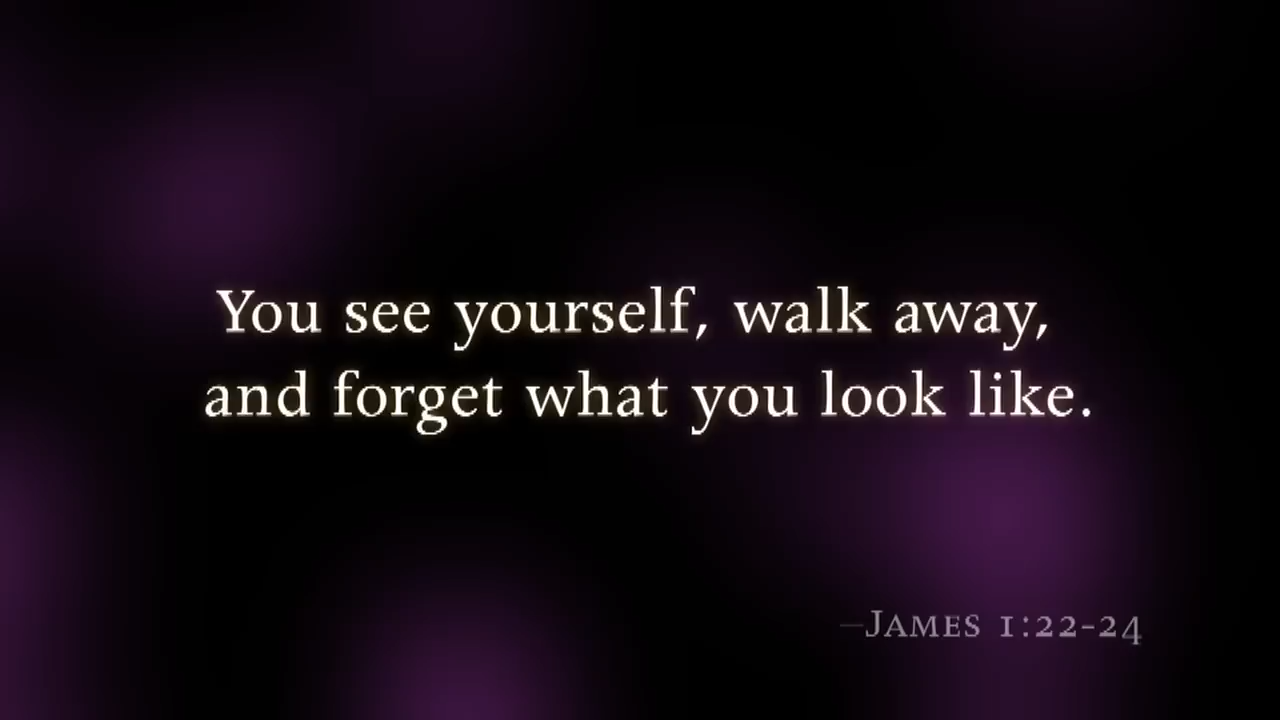 You see yourself, walk away,
and forget what you look like.
—James 1:22-24